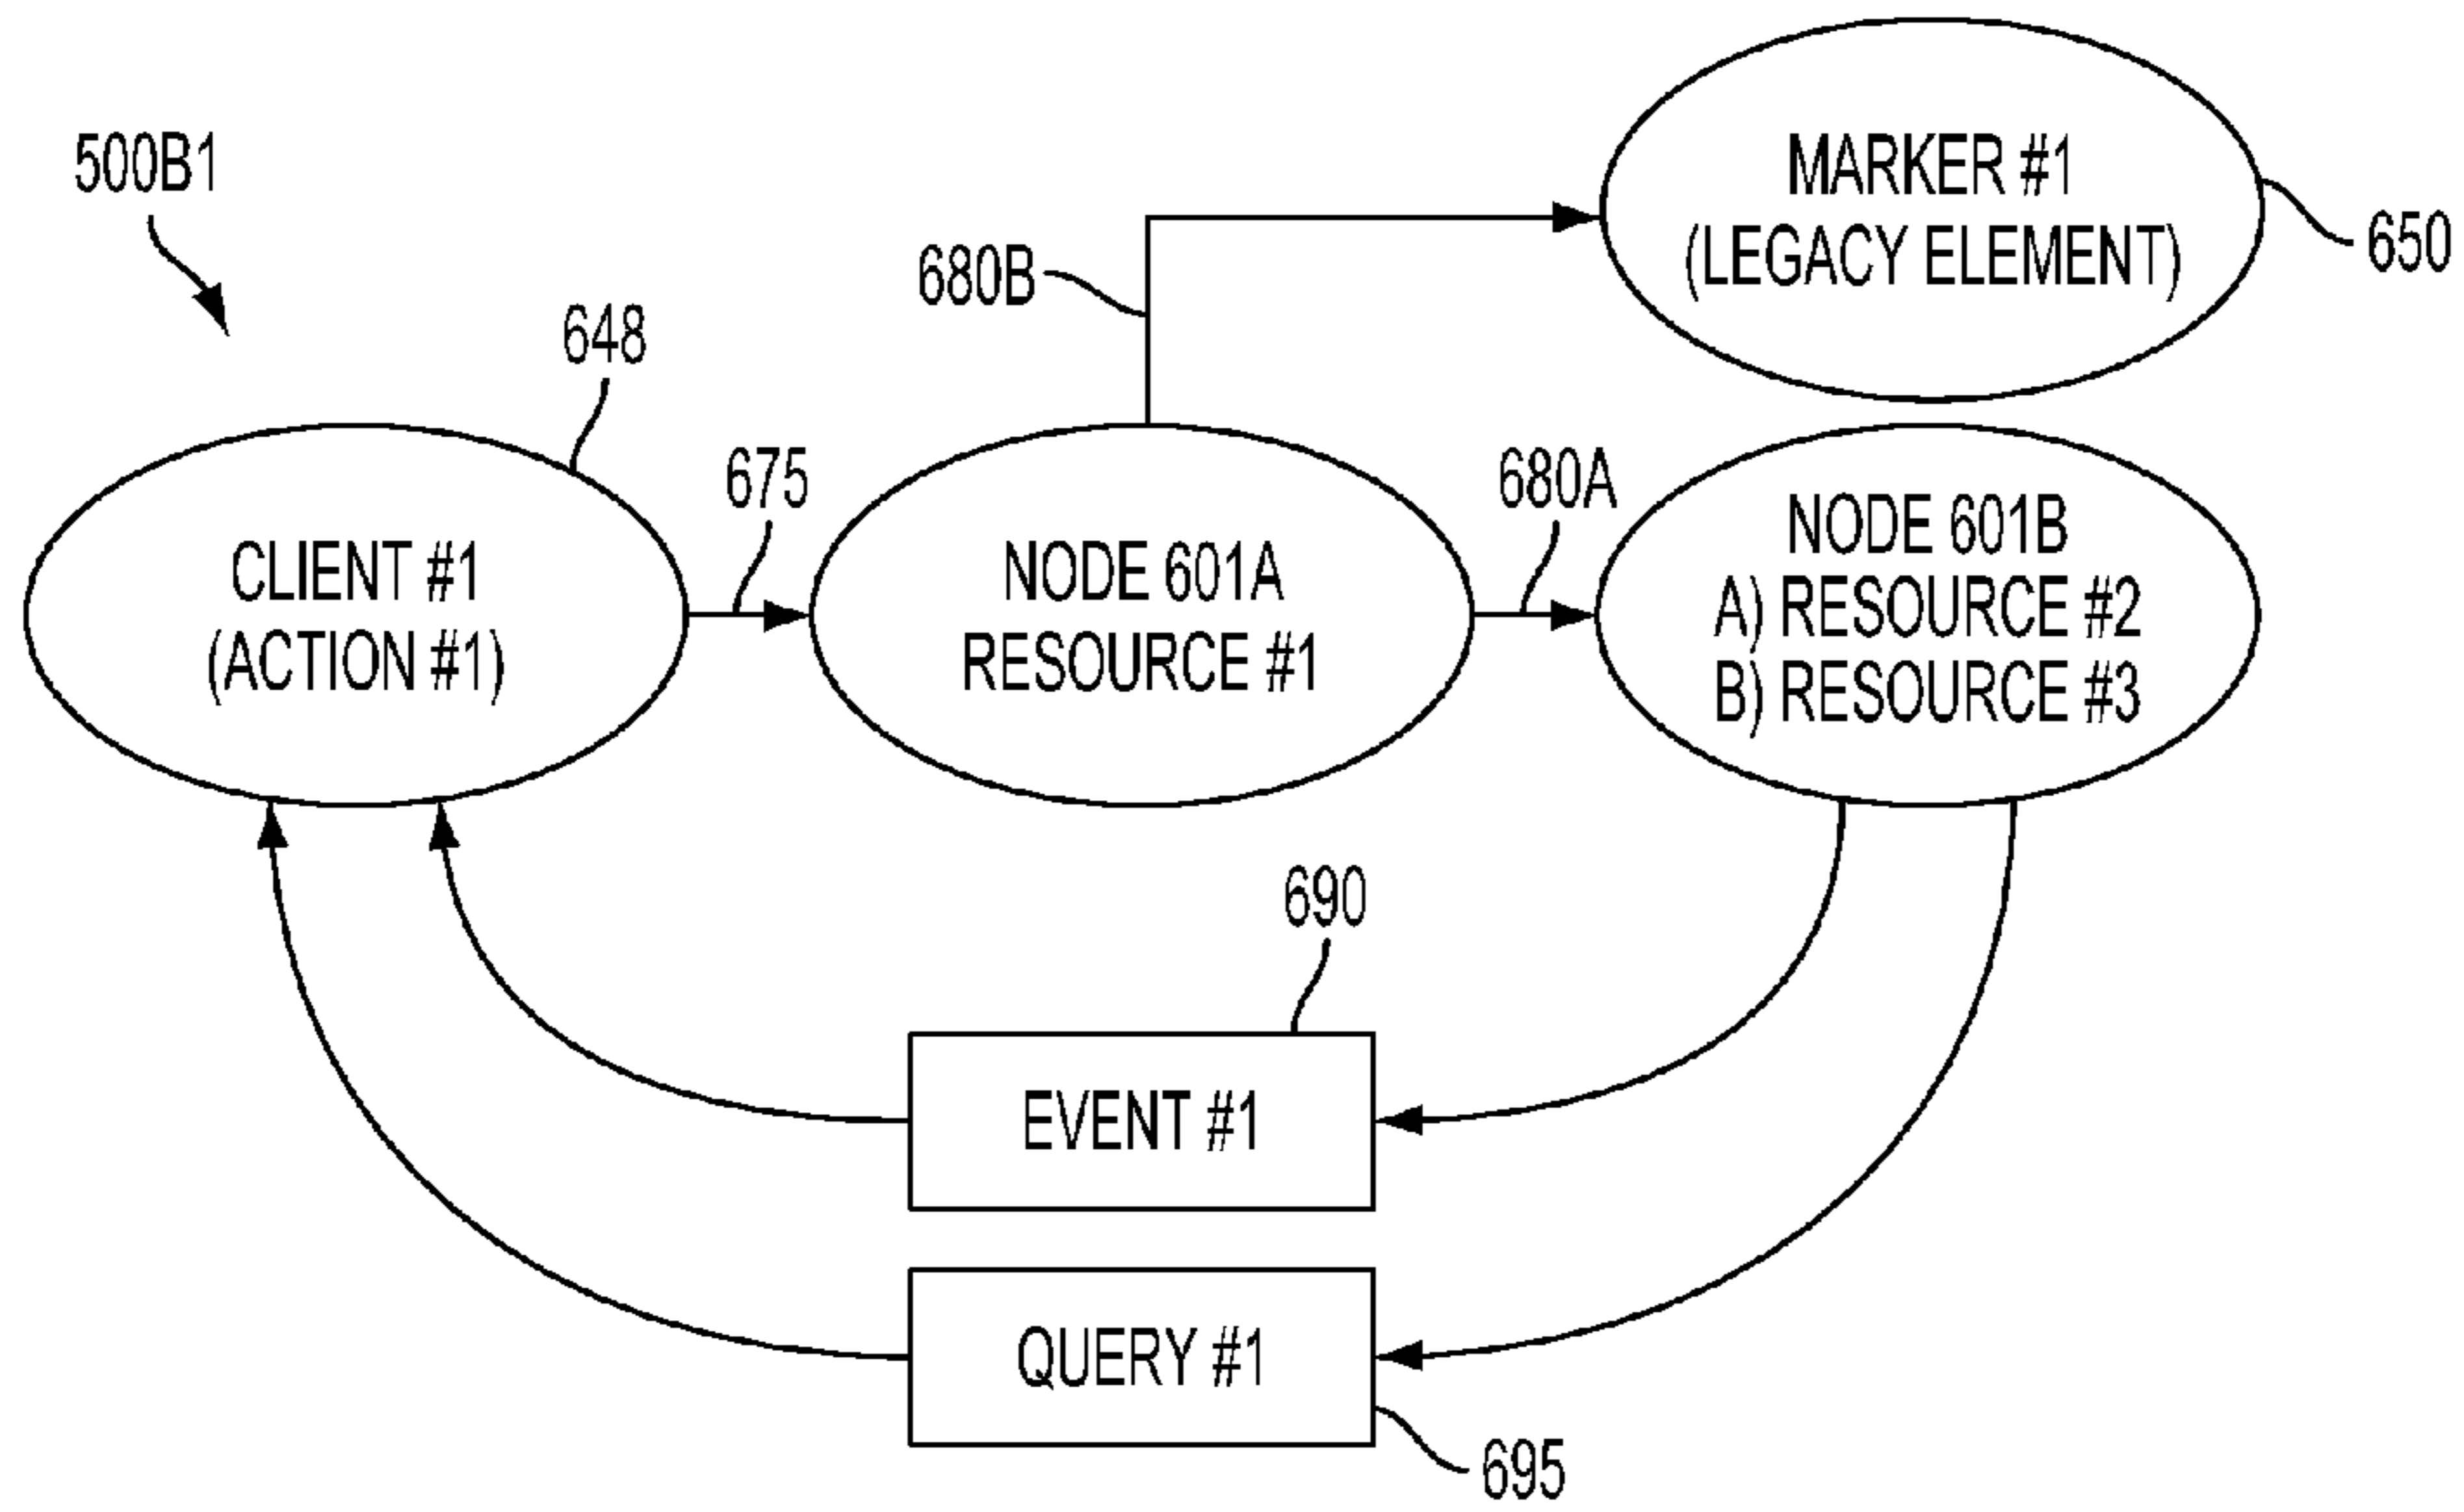 500B1
MARKER #1
(LEGACY ELEMENT)
650
680B
648
675
680A
CLIENT #1
(ACTION #1)
NODE 601A
RESOURCE #1
NODE 601B
A) RESOURCE #2
B) RESOURCE #3
690
EVENT #1
QUERY #1
695